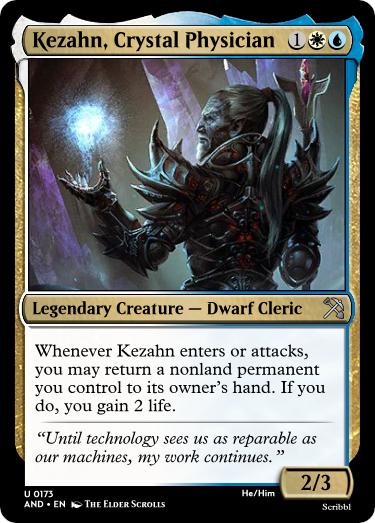 Kezahn, Crystal Physician 1
Legendary Creature — Dwarf Cleric
Whenever Kezahn enters or attacks,
you may return a nonland permanent
you control to its owner's hand. If you
do, you gain 2 life.
“Until technology sees us as reparable as
our machines, my work continues.”
2/3
U 0173
He/Him
AND • EN THE ELDER SCROLLS
Scribbl